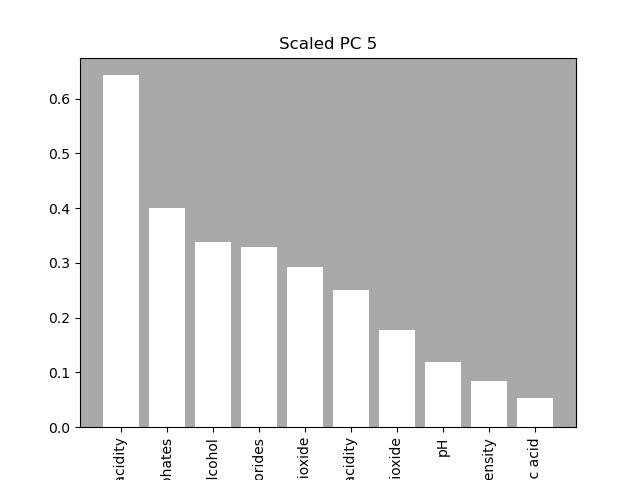 Scaled PC 5
0.6
0.5
0.4
0.3
0.2
0.1
0.0
acidity
phates
lcohol
orides
ioxide
acidity
ioxide
pH
ensity
c acid